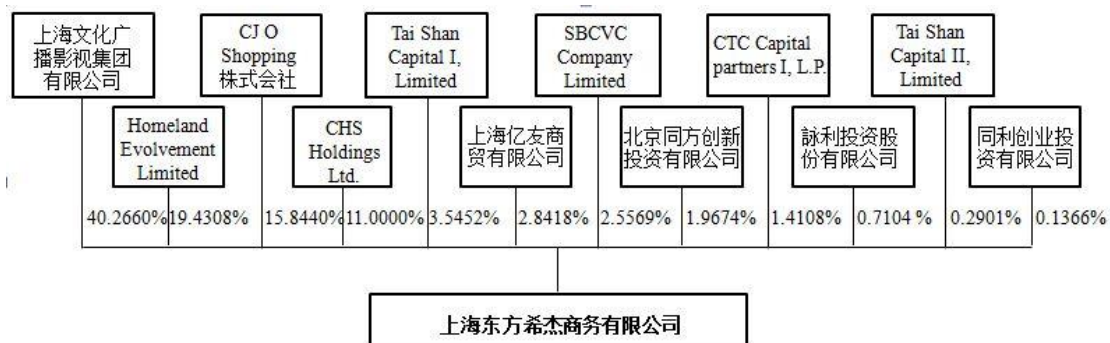 上海文化广
播影视集团
有限公司
CJ O
Shopping
株式会社
Tai Shan
Capital I,
Limited
SBCVC
Company
Limited
CTC Capital
partners I, L.P.
Tai Shan
Capital II,
Limited
Homeland
Evolvement
Limited
CHS
Holdings
Ltd.
上海亿友商
贸有限公司
北京同方创新
投资有限公司
詠利投资股
份有限公司
同利创业投
资有限公司
40.2660% 19.4308% 15.8440% 11.0000% 3.5452% 2.8418% 2.5569% 1.9674% 1.4108% 0.7104 % 0.2901% 0.1366%
上海东方希杰商务有限公司